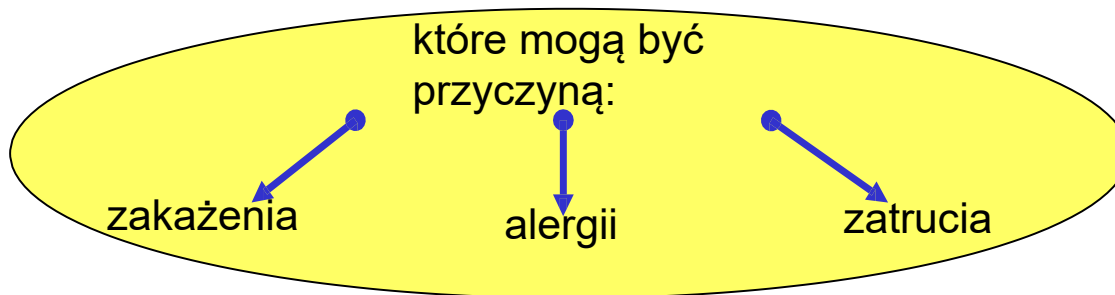 które mogą być
przyczyną:
zakażenia alergii zatrucia